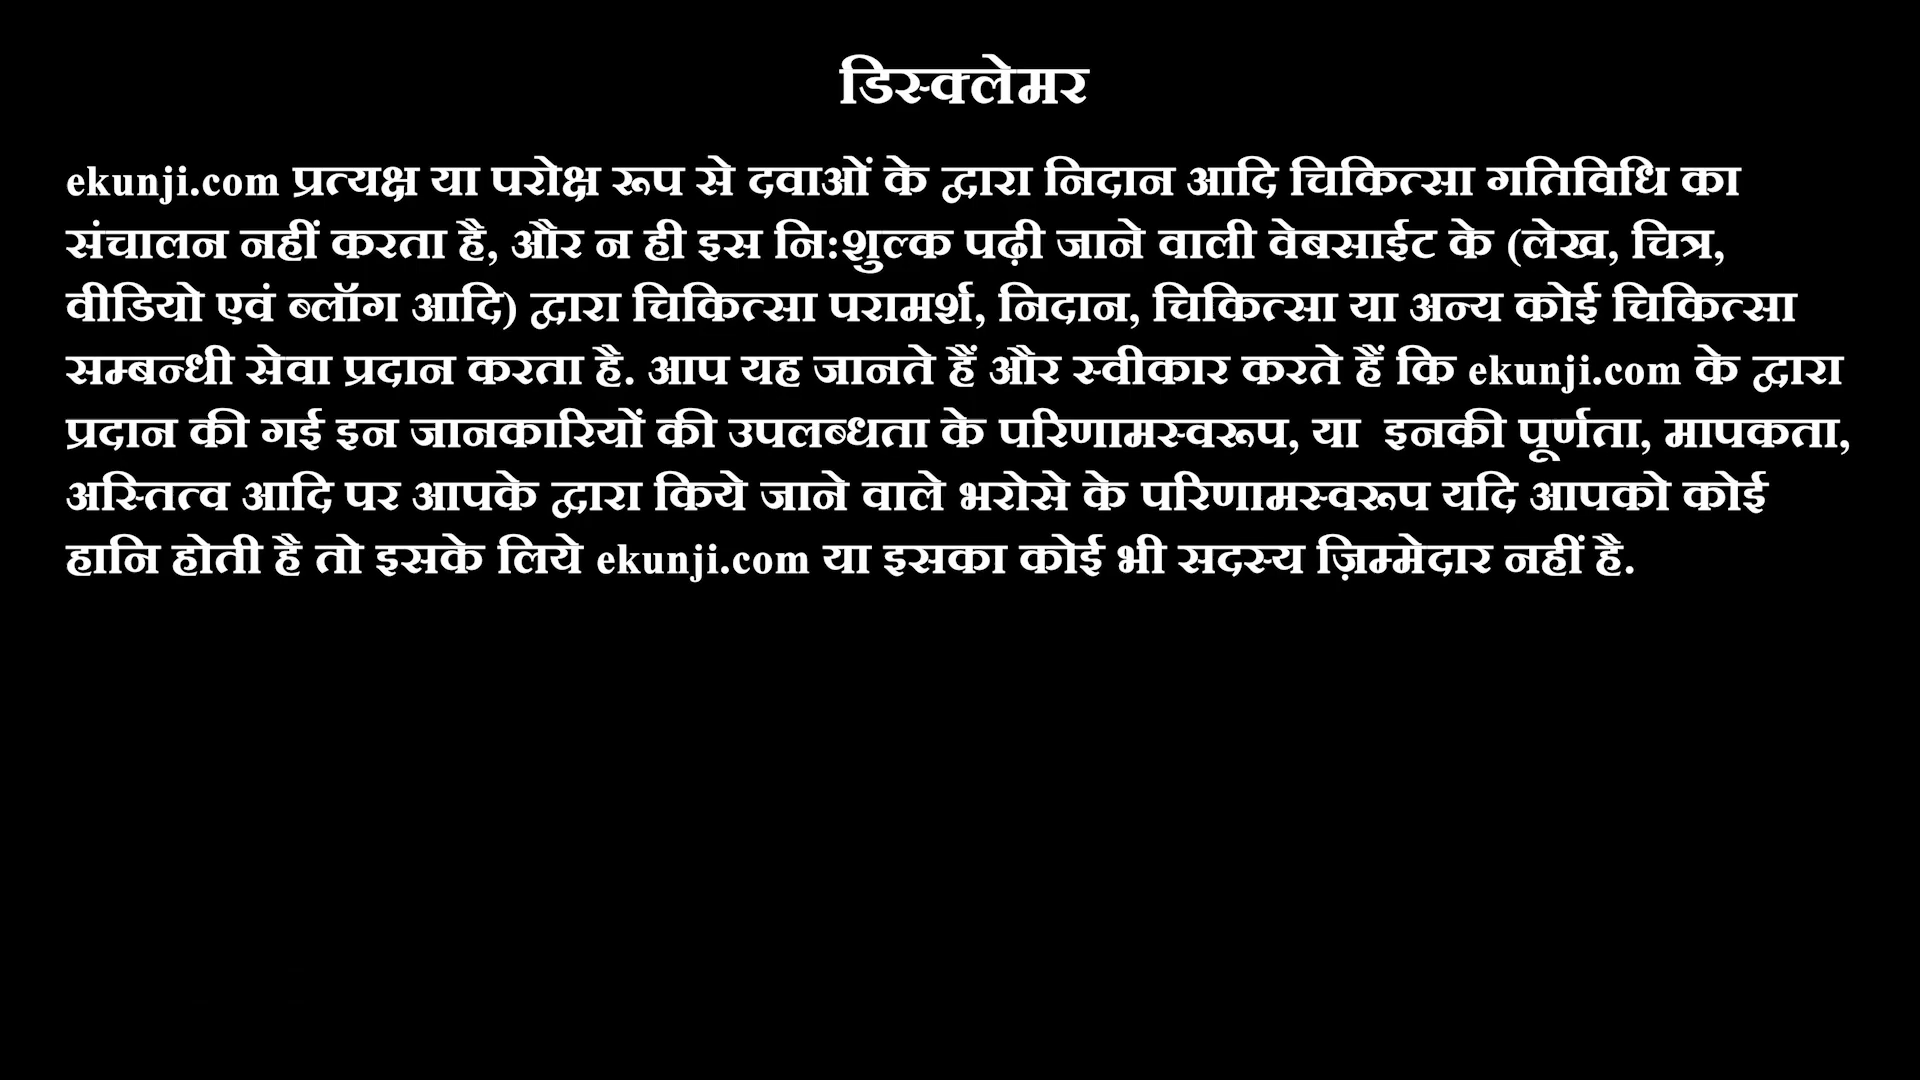 डिस्क्लेमर
ekunji.com प्रत्यक्ष या परोक्ष रूप से दवाओं के द्वारा निदान आदि चिकित्सा गतिविधि का
संचालन नहीं करता है, और न ही इस नि:शुल्क पढ़ी जाने वाली वेबसाईट के (लेख, चित्र,
वीडियो एवं ब्लॉग आदि) द्वारा चिकित्सा परामर्श, निदान, चिकित्सा या अन्य कोई चिकित्सा
सम्बन्धी सेवा प्रदान करता है. आप यह जानते हैं और स्वीकार करते हैं कि ekunji.com के द्वारा
प्रदान की गई इन जानकारियों की उपलब्धता के परिणामस्वरूप, या  इनकी पूर्णता, मापकता,
अस्तित्व आदि पर आपके द्वारा किये जाने वाले भरोसे के परिणामस्वरूप यदि आपको कोई
हानि होती है तो इसके लिये ekunji.com या इसका कोई भी सदस्य ज़िम्मेदार नहीं है.